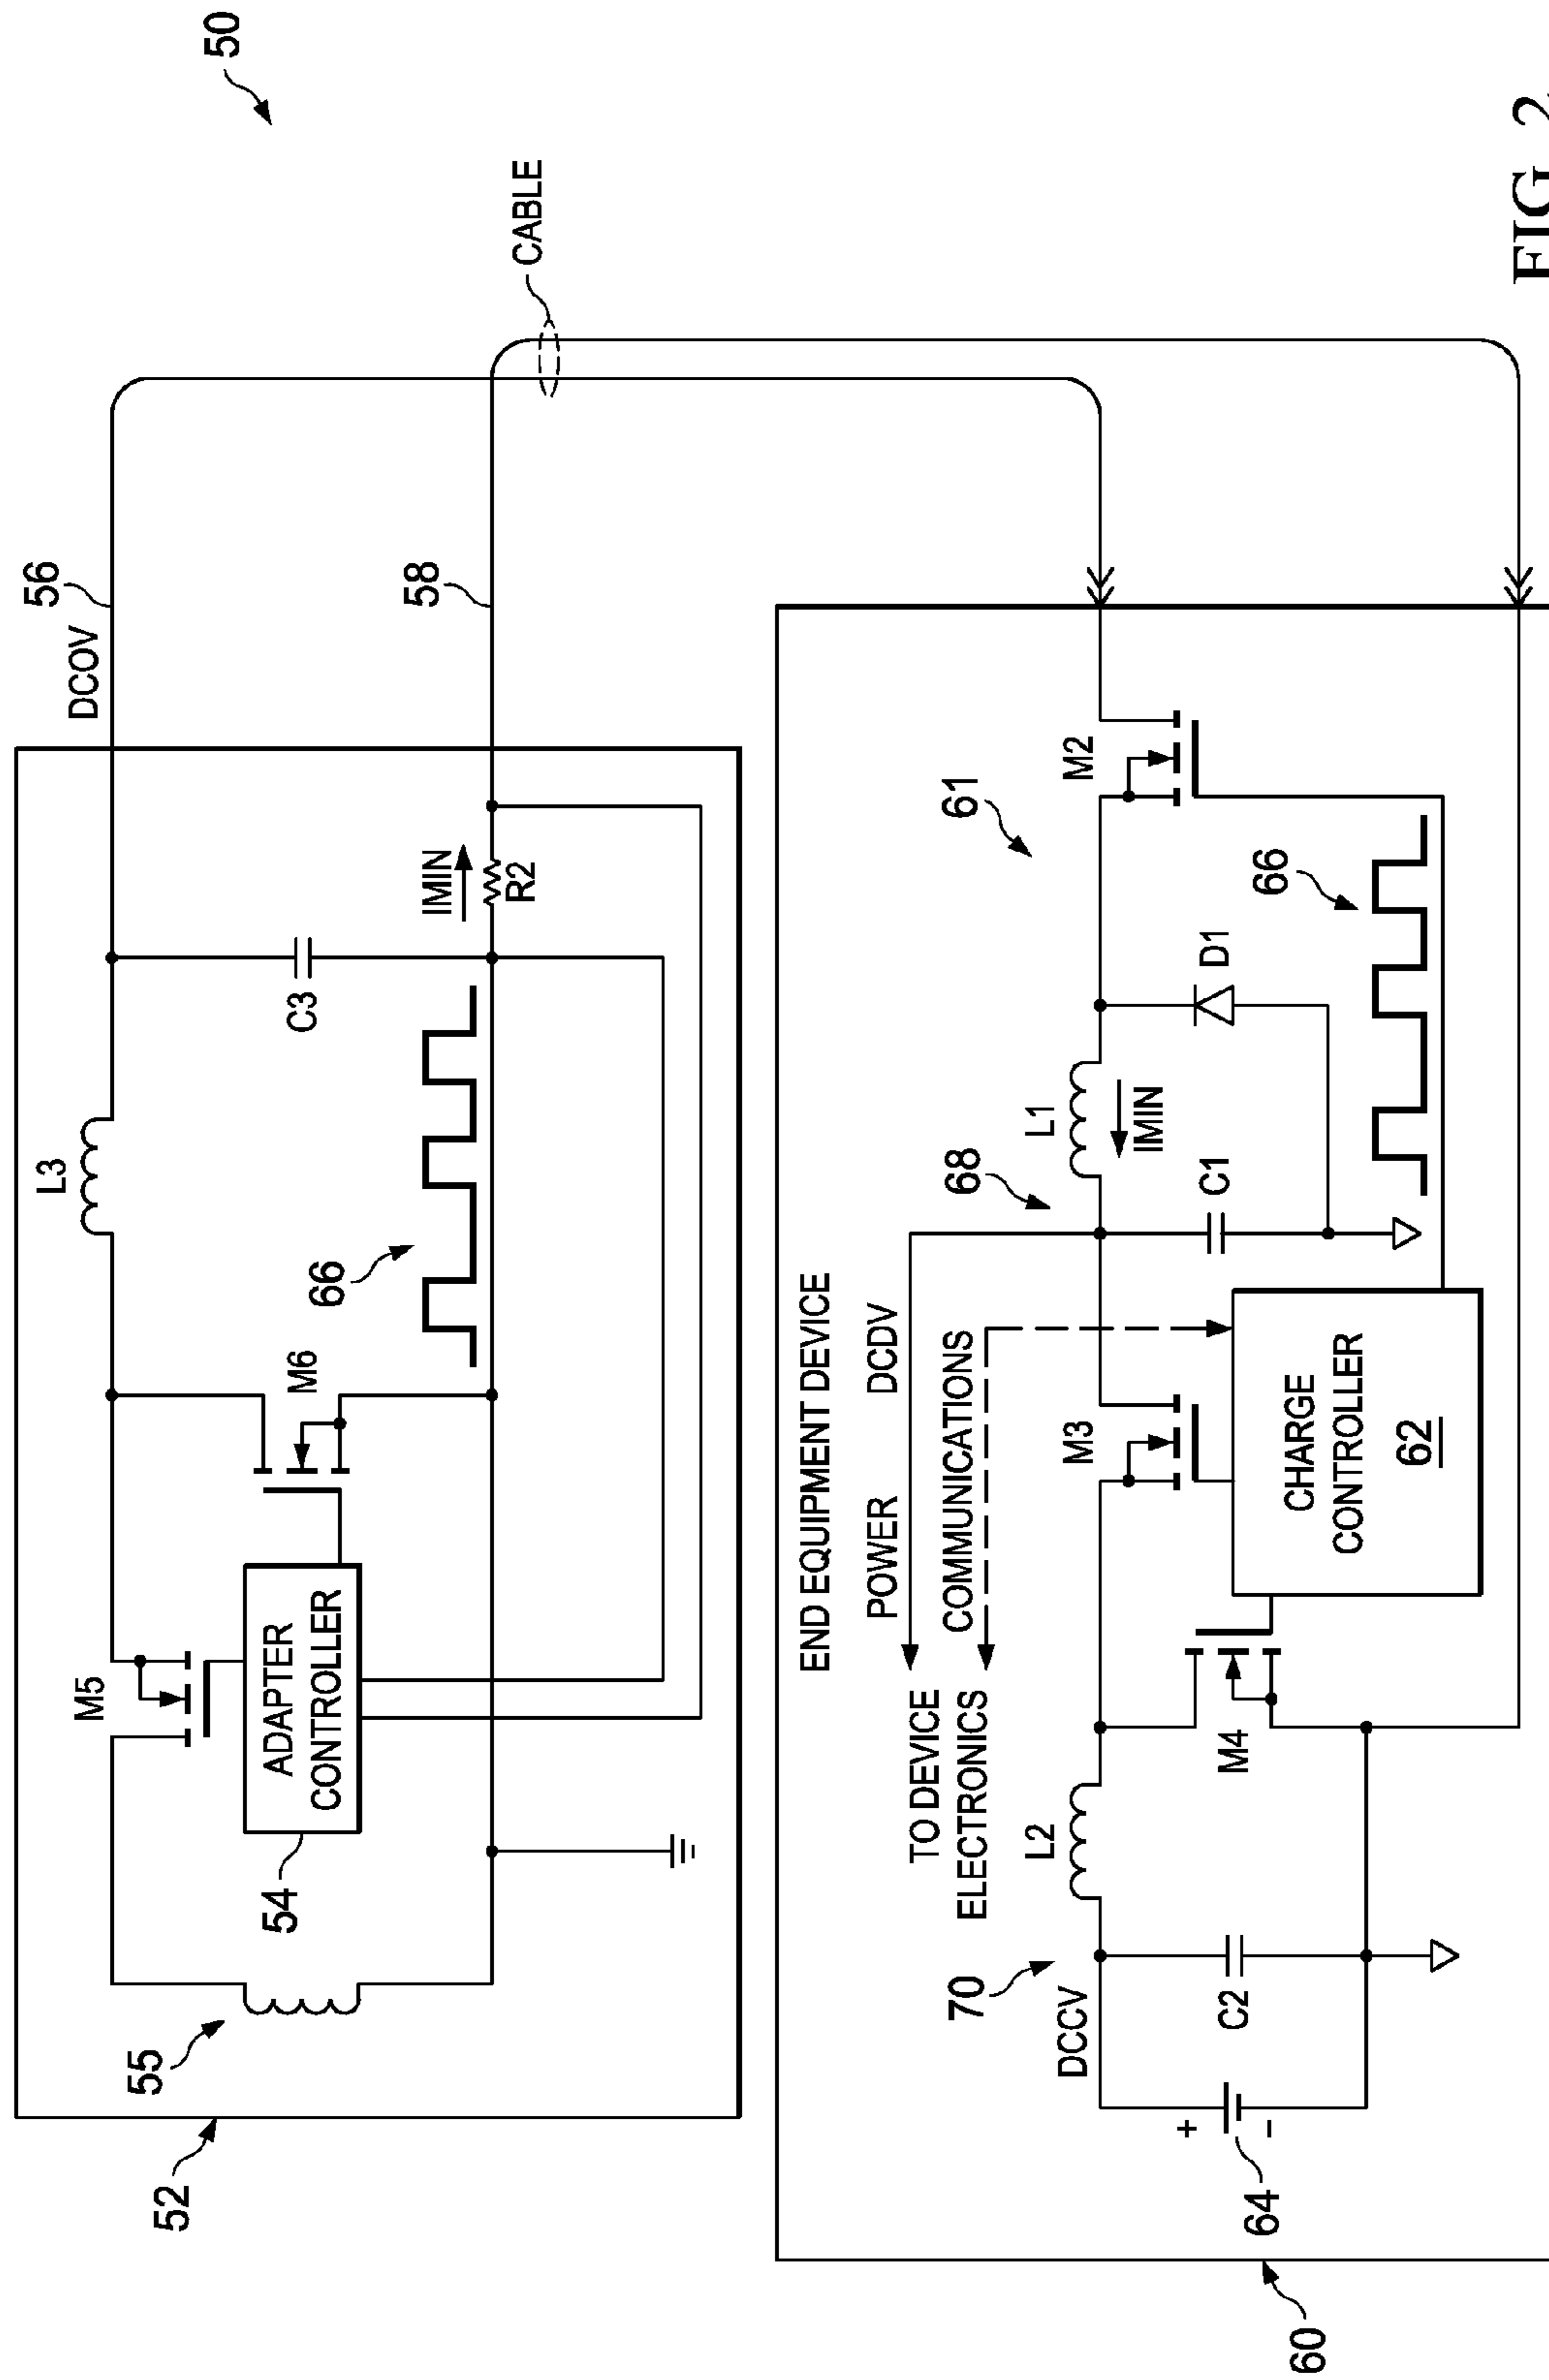 50
52
55
54
ADAPTER
CONTROLLER
M5
M6
66
L3
C3
IMIN
R2
DCOV
56
58
CABLE
END EQUIPMENT DEVICE
60
64
+
-
DCCV
70
C2
L2
TO DEVICE
ELECTRONICS
POWER
DCDV
COMMUNICATIONS
M4
M3
CHARGE
CONTROLLER
62
68
C1
L1
IMIN
D1
61
66
M2
FIG. 2